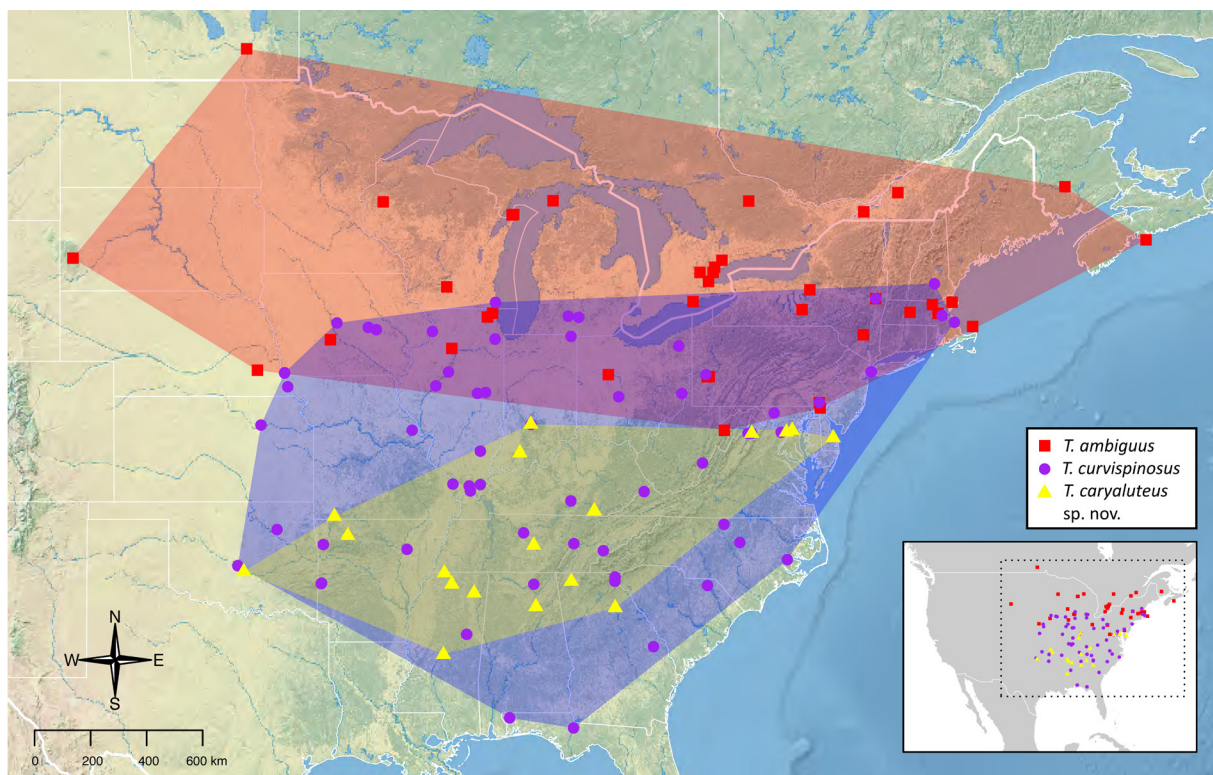 T. ambiguus
T. curvispinosus
T. caryaluteus
sp. nov.
N
W E
S
0 200 400 600 km